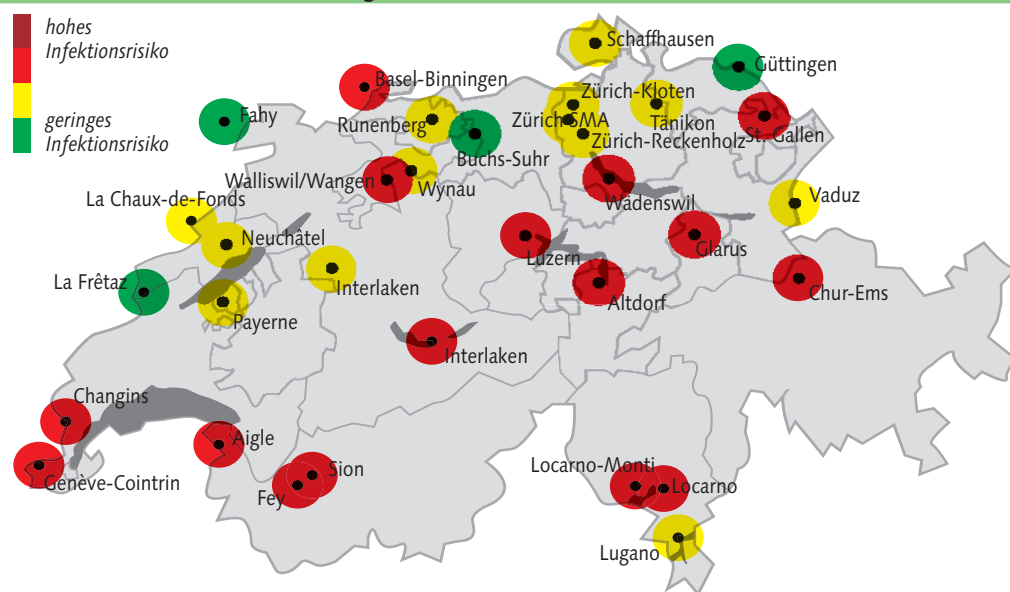 hohes
Infektionsrisiko
geringes
Infektionsrisiko
Schaffhausen
Güttingen
Basel-Binningen
Zürich-Kloten
Fahy
Runenberg
Zürich SMA
Tänikon
Zürich-Reckenholz
St. Gallen
Buchs-Suhr
Walliswil/Wangen
Wynau
La Chaux-de-Fonds
Wädenswil
Vaduz
Neuchâtel
Luzern
Glarus
La Frêtaz
Interlaken
Chur-Ems
Altdorf
Payerne
Interlaken
Changins
Aigle
Genève-Cointrin
Sion
Fey
Locarno-Monti
Locarno
Lugano